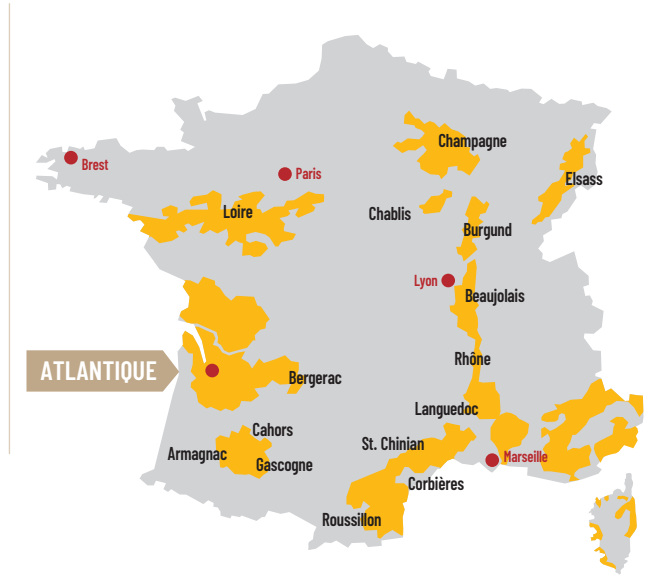 Champagne
Brest
Paris
Elsass
Loire
Chablis
Burgund
Lyon
Beaujolais
Rhône
ATLANTIQUE
Bergerac
Languedoc
Cahors
St. Chinian
Armagnac
Marseille
Gascogne
Corbières
Roussillon